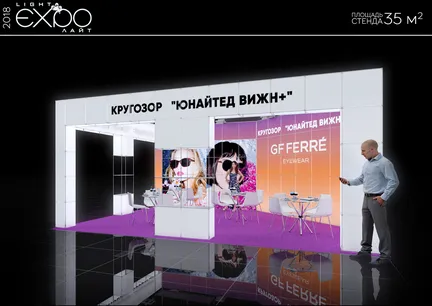 2018
LIGHT
EXPO
ЛАЙТ
ПЛОЩАДЬ
СТЕНДА 35 М²
КРУГОЗОР "ЮНАЙТЕД ВИЖН+"
КРУГОЗОР "ЮНАЙТЕД ВИЖН
GF FERRÉ
EYEWEAR